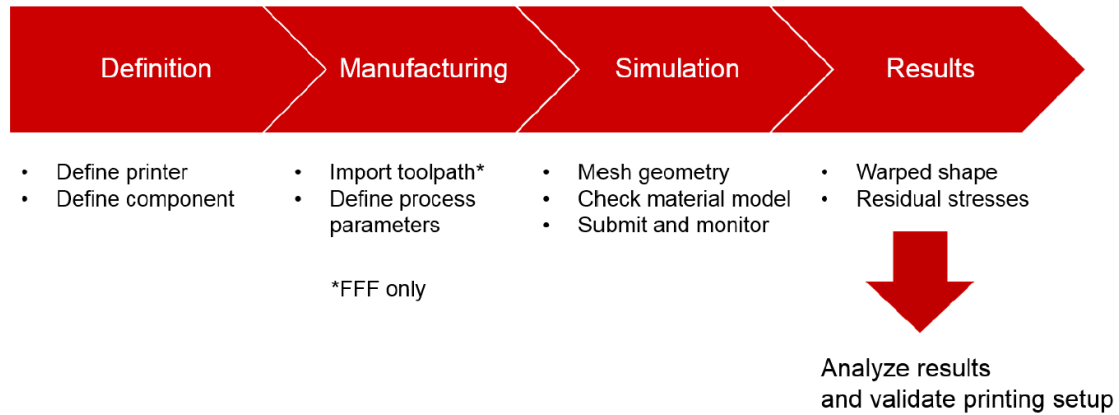 Definition
Manufacturing
Simulation
Results
• Define printer
• Define component
• Import toolpath*
• Define process
parameters
*FFF only
• Mesh geometry
• Check material model
• Submit and monitor
• Warped shape
• Residual stresses
Analyze results
and validate printing setup